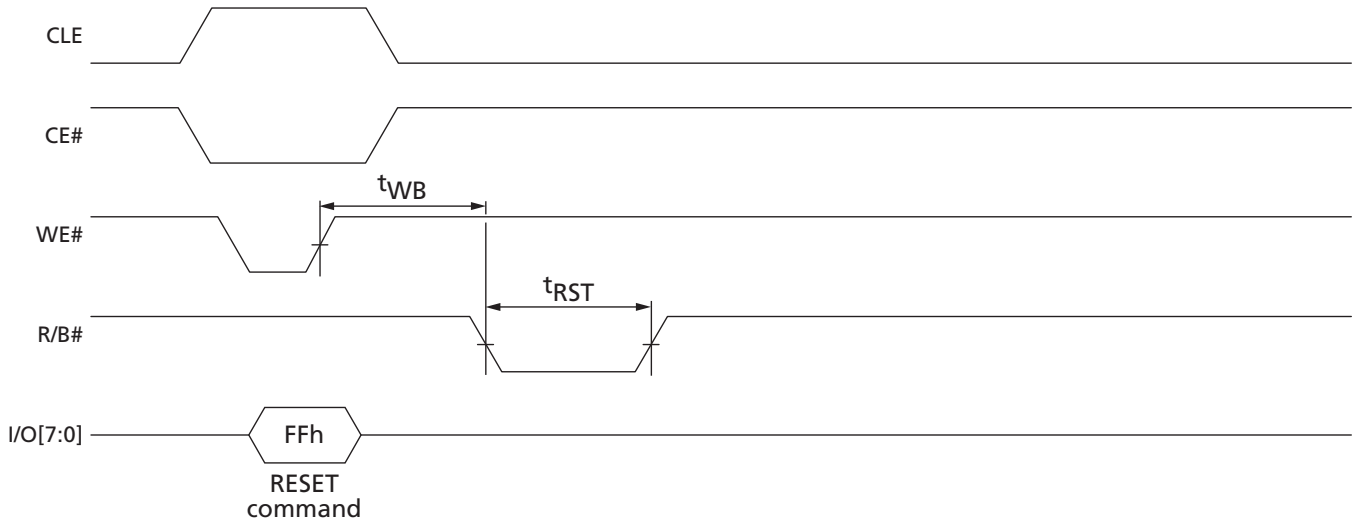 CLE
CE#
tWB
WE#
tRST
R/B#
I/O[7:0]
FFh
RESET
command